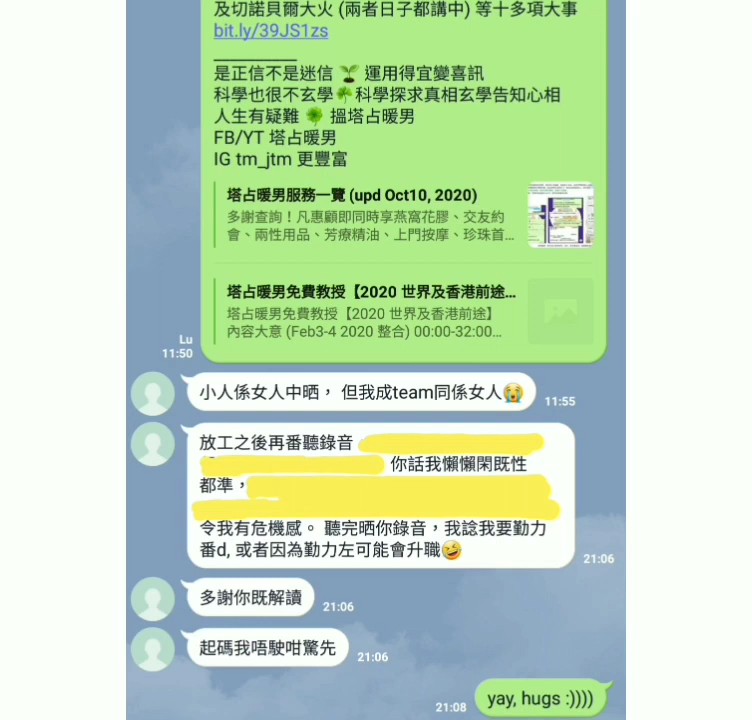 及切諾貝爾大火 (兩者日子都講中) 等十多項大事
bit.ly/39JS1zs
__________
是正信不是迷信 🌱 運用得宜變喜訊
科學也很不玄學☘️科學探求真相玄學告知心相
人生有疑難 🍀 搵塔占暖男
FB/YT 塔占暖男
IG tm_jtm 更豐富
塔占暖男服務一覽 (upd Oct10, 2020)
多謝查詢！凡惠顧即同時享燕窩花膠、交友約
會、兩性用品、芳療精油、上門按摩、珍珠首...
塔占暖男免費教授【2020 世界及香港前途...
塔占暖男免費教授【2020 世界及香港前途】
內容大意 (Feb3-4 2020 整合) 00:00-32:00...
Lu
11:50
小人係女人中晒， 但我成team同係女人😭
11:55
放工之後再番聽錄音
你話我懶懶閑既性
都準，
令我有危機感。 聽完晒你錄音，我諗我要勤力
番d, 或者因為勤力左可能會升職🤣
21:06
多謝你既解讀
21:06
起碼我唔駛咁驚先
21:06
yay, hugs :))))
21:08